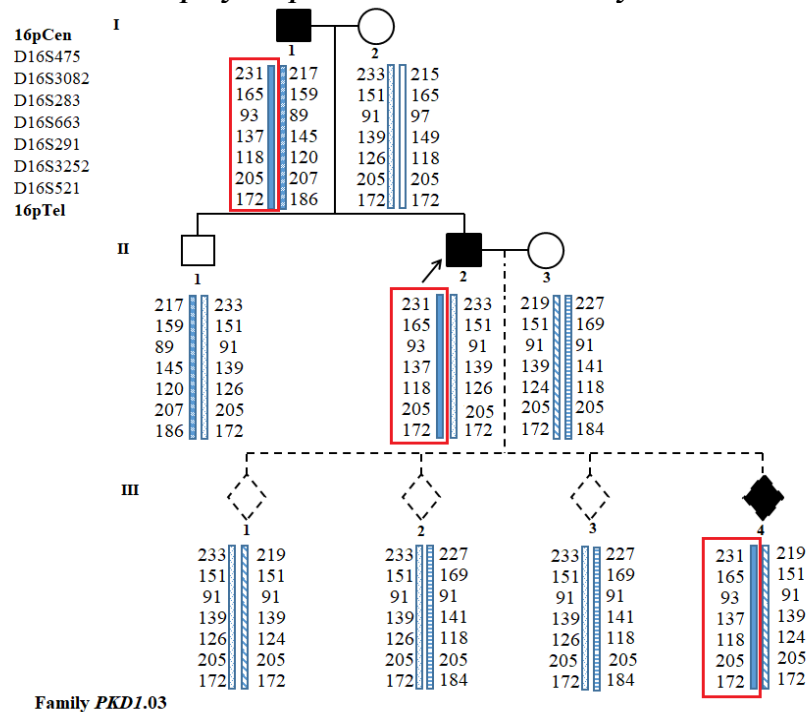 16pCen
D16S475
D16S3082
D16S283
D16S663
D16S291
D16S3252
D16S521
16pTel
I
1 2
231 217 233 215
165 159 151 165
93 89 91 97
137 145 139 149
118 120 126 118
205 207 205 205
172 186 172 172
II
1 2 3
217 233 231 233 219 227
159 151 165 151 151 169
89 91 93 91 91 91
145 139 137 139 139 141
120 126 118 126 124 118
207 205 205 205 205 205
186 172 172 172 172 184
III
1 2 3 4
233 219 233 227 233 227 231 219
151 151 151 169 151 169 165 151
91 91 91 91 91 91 93 91
139 139 139 141 139 141 137 139
126 124 126 118 126 118 118 124
205 205 205 205 205 205 205 205
172 172 172 184 172 184 172 172
Family PKD1.03